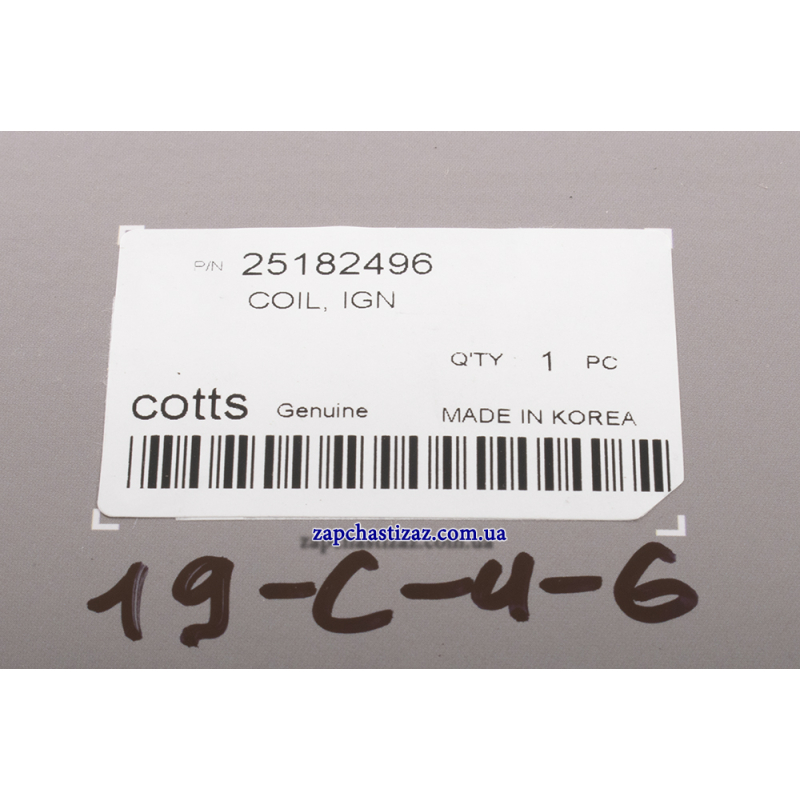 P/N 25182496
COIL, IGN
Q'TY 1 PC
cotts Genuine MADE IN KOREA
zapchastizaz.com.ua
19-C-4-6